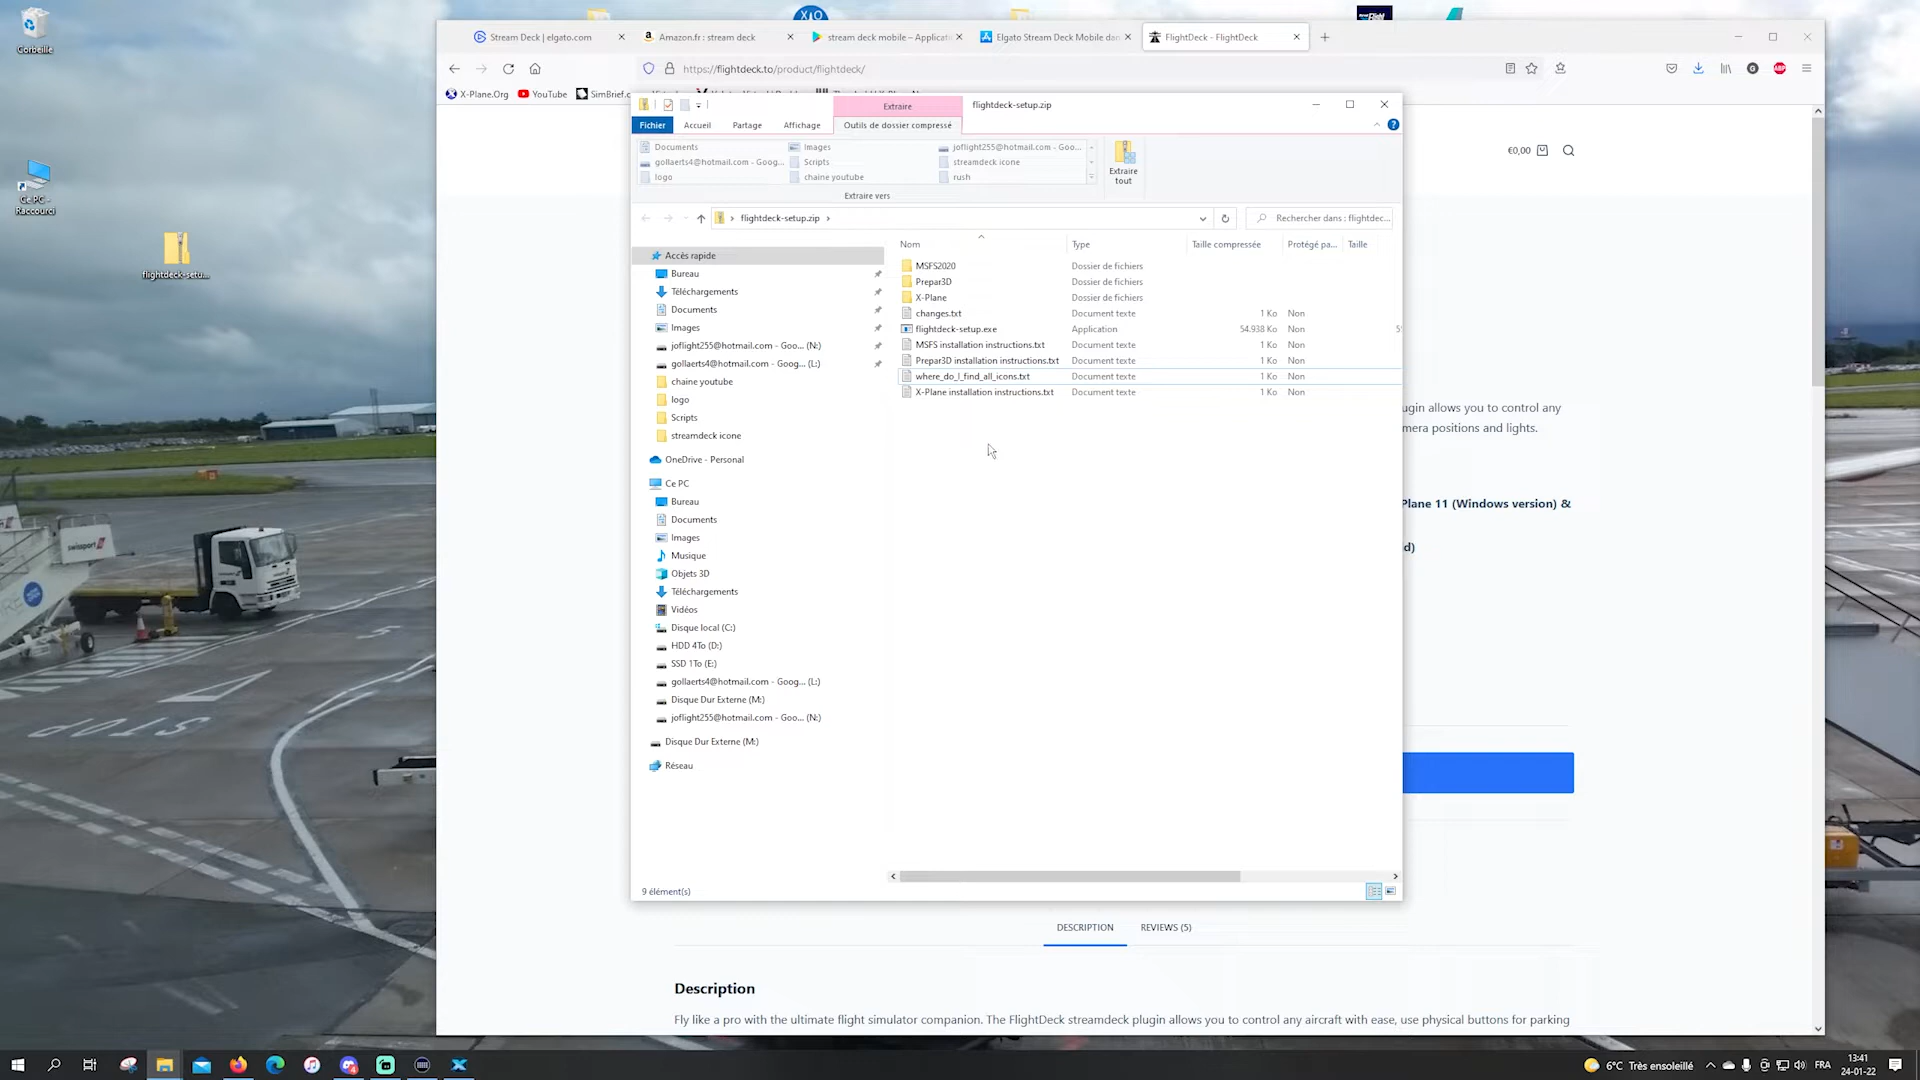 Corbeille
Ce PC -
Raccourci
flightdeck-setu...
Stream Deck | elgato.com
Amazon.fr : stream deck
stream deck mobile – Applicati
Elgato Stream Deck Mobile dan
FlightDeck - FlightDeck
https://flightdeck.to/product/flightdeck/
X-Plane.Org
YouTube
SimBrief.c
Extraire
flightdeck-setup.zip
Fichier
Accueil
Partage
Affichage
Outils de dossier compressé
Documents
Images
joflight255@hotmail.com - Goo...
gollaerts4@hotmail.com - Goog...
Scripts
streamdeck icone
logo
chaine youtube
rush
Extraire vers
Extraire
tout
€0,00
flightdeck-setup.zip
Rechercher dans : flightdec...
Nom
Type
Taille compressée
Protégé pa...
Taille
MSFS2020 Dossier de fichiers
Prepar3D Dossier de fichiers
X-Plane Dossier de fichiers
changes.txt Document texte 1 Ko Non
flightdeck-setup.exe Application 54.938 Ko Non
MSFS installation instructions.txt Document texte 1 Ko Non
Prepar3D installation instructions.txt Document texte 1 Ko Non
where_do_I_find_all_icons.txt Document texte 1 Ko Non
X-Plane installation instructions.txt Document texte 1 Ko Non
Accès rapide
Bureau
Téléchargements
Documents
Images
joflight255@hotmail.com - Goo... (N:)
gollaerts4@hotmail.com - Goog... (L:)
chaine youtube
logo
Scripts
streamdeck icone
OneDrive - Personal
Ce PC
Bureau
Documents
Images
Musique
Objets 3D
Téléchargements
Vidéos
Disque local (C:)
HDD 4To (D:)
SSD 1To (E:)
gollaerts4@hotmail.com - Goog... (L:)
Disque Dur Externe (M:)
joflight255@hotmail.com - Goo... (N:)
Disque Dur Externe (M:)
Réseau
9 élément(s)
ugin allows you to control any
mera positions and lights.
Plane 11 (Windows version) &
d)
DESCRIPTION
REVIEWS (5)
Description
Fly like a pro with the ultimate flight simulator companion. The FlightDeck streamdeck plugin allows you to control any aircraft with ease, use physical buttons for parking
swissport
STOP
6°C Très ensoleillé
FRA
13:41
24-01-22